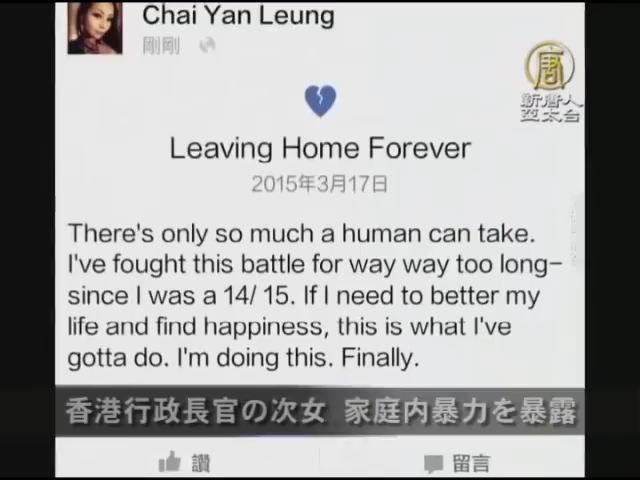 Chai Yan Leung
剛剛
新唐人
亞太台
Leaving Home Forever
2015年3月17日
There's only so much a human can take.
I've fought this battle for way way too long–
since I was a 14/ 15. If I need to better my
life and find happiness, this is what I've
gotta do. I'm doing this. Finally.
香港行政長官の次女 家庭内暴力を暴露
讚
留言